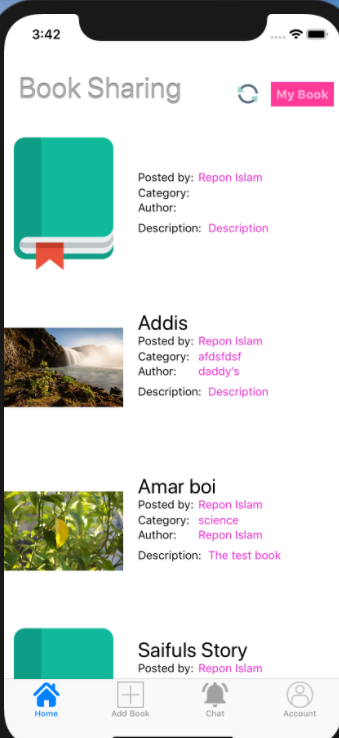 3:42
Book Sharing
My Book
Posted by: Repon Islam
Category:
Author:
Description: Description
Addis
Posted by: Repon Islam
Category: afdsfdsf
Author: daddy's
Description: Description
Amar boi
Posted by: Repon Islam
Category: science
Author: Repon Islam
Description: The test book
Saifuls Story
Posted by: Repon Islam
Home Add Book Chat Account